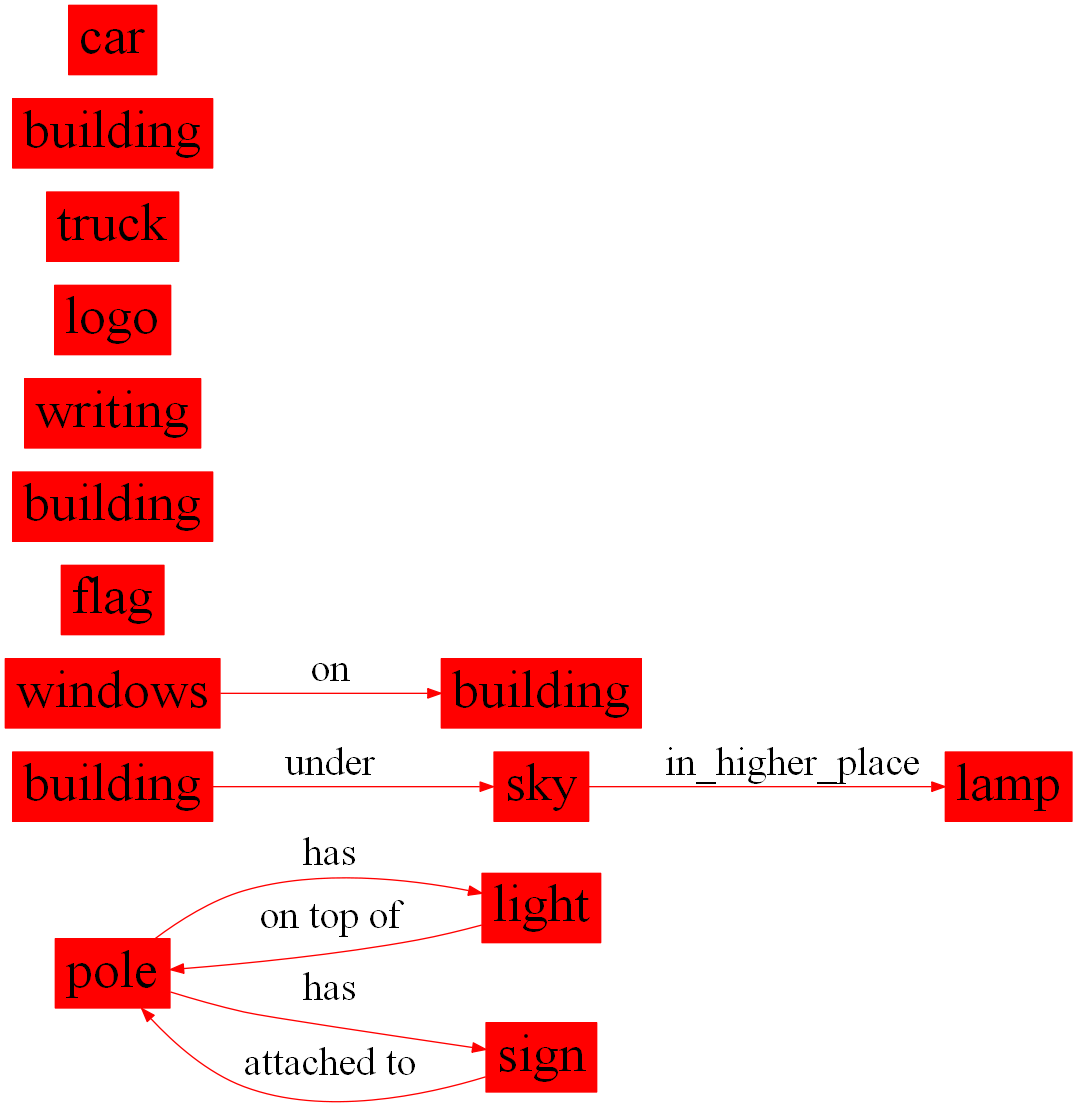 car
building
truck
logo
writing
building
flag
windows on building
building under sky in_higher_place lamp
has
light
on top of
pole
has
sign
attached to